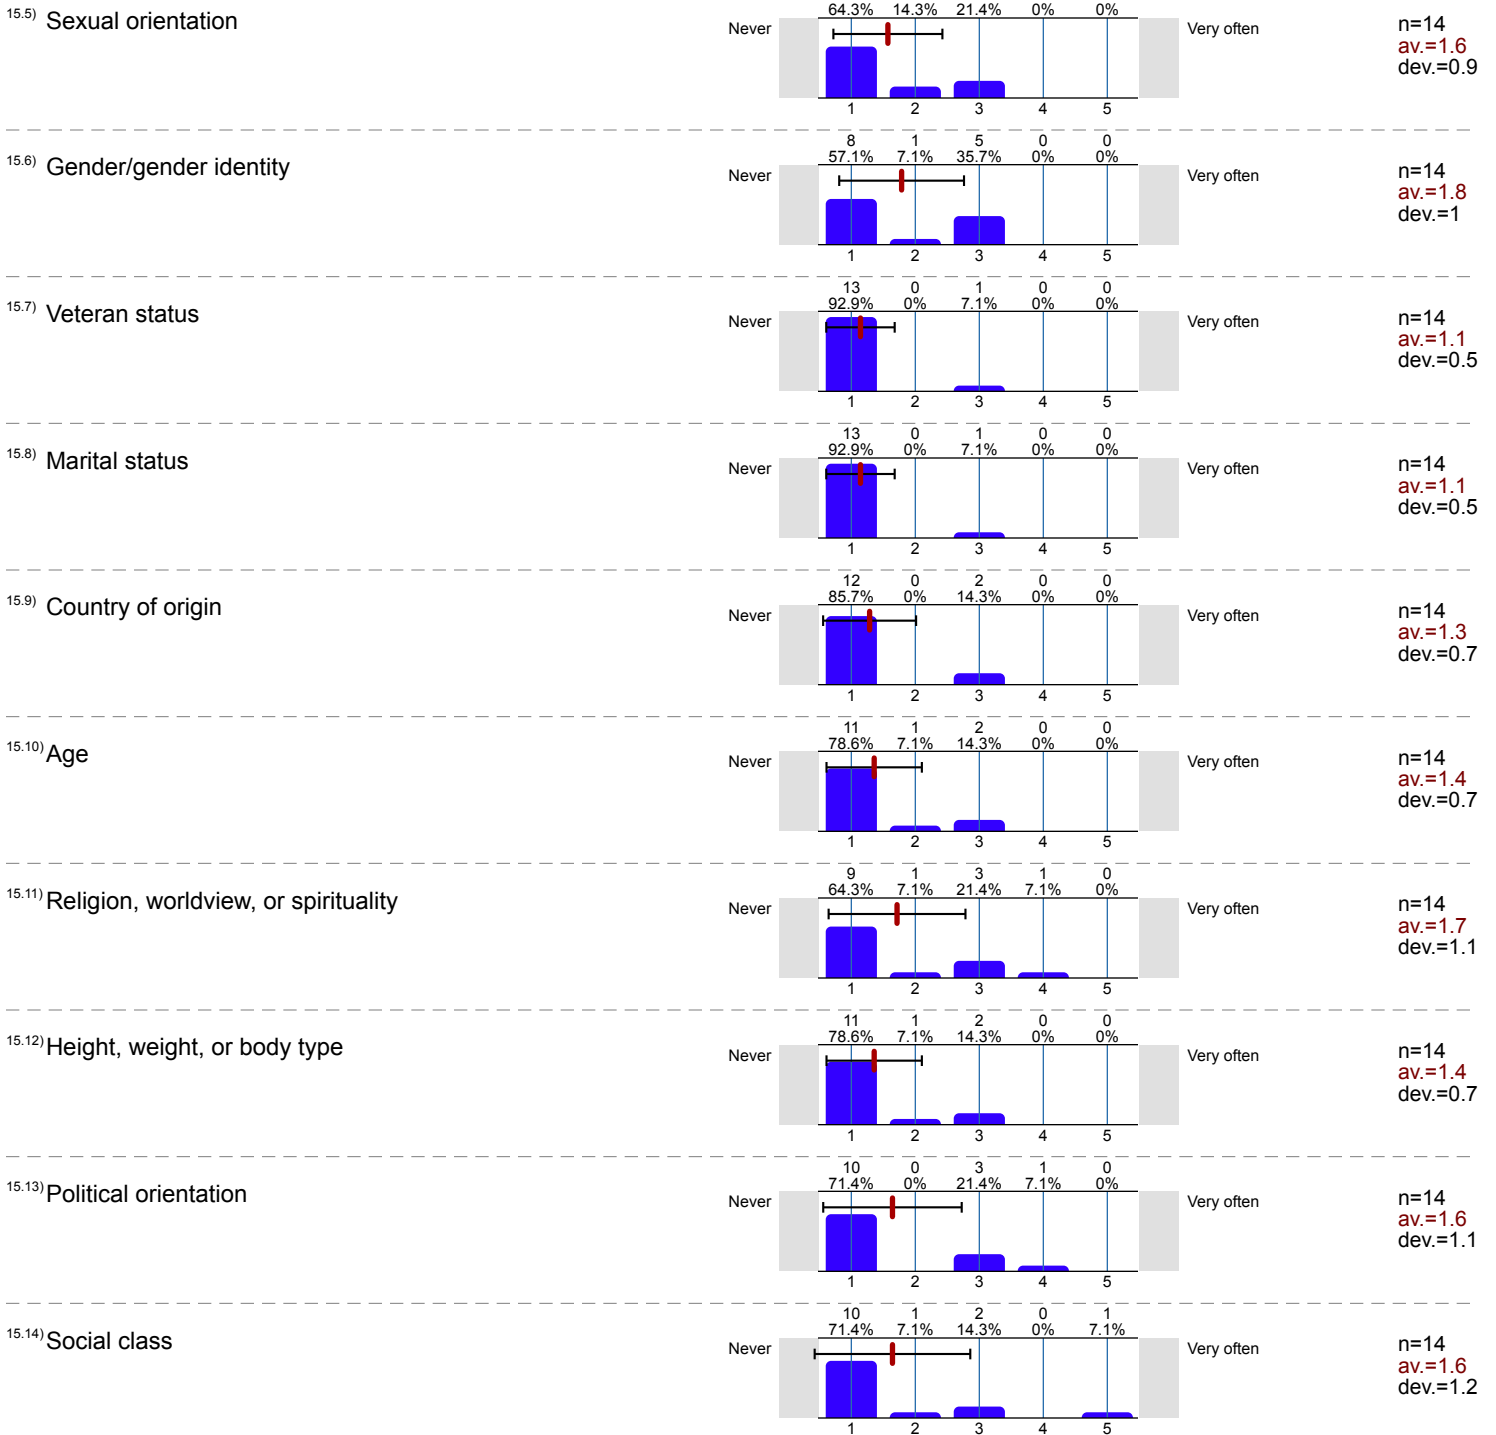 64.3% 14.3% 21.4% 0% 0%
15.5) Sexual orientation Never Very often n=14
av.=1.6
dev.=0.9
1 2 3 4 5
8 1 5 0 0
57.1% 7.1% 35.7% 0% 0%
15.6) Gender/gender identity Never Very often n=14
av.=1.8
dev.=1
1 2 3 4 5
13 0 1 0 0
92.9% 0% 7.1% 0% 0%
15.7) Veteran status Never Very often n=14
av.=1.1
dev.=0.5
1 2 3 4 5
13 0 1 0 0
92.9% 0% 7.1% 0% 0%
15.8) Marital status Never Very often n=14
av.=1.1
dev.=0.5
1 2 3 4 5
12 0 2 0 0
85.7% 0% 14.3% 0% 0%
15.9) Country of origin Never Very often n=14
av.=1.3
dev.=0.7
1 2 3 4 5
11 1 2 0 0
78.6% 7.1% 14.3% 0% 0%
15.10) Age Never Very often n=14
av.=1.4
dev.=0.7
1 2 3 4 5
9 1 3 1 0
64.3% 7.1% 21.4% 7.1% 0%
15.11) Religion, worldview, or spirituality Never Very often n=14
av.=1.7
dev.=1.1
1 2 3 4 5
11 1 2 0 0
78.6% 7.1% 14.3% 0% 0%
15.12) Height, weight, or body type Never Very often n=14
av.=1.4
dev.=0.7
1 2 3 4 5
10 0 3 1 0
71.4% 0% 21.4% 7.1% 0%
15.13) Political orientation Never Very often n=14
av.=1.6
dev.=1.1
1 2 3 4 5
10 1 2 0 1
71.4% 7.1% 14.3% 0% 7.1%
15.14) Social class Never Very often n=14
av.=1.6
dev.=1.2
1 2 3 4 5